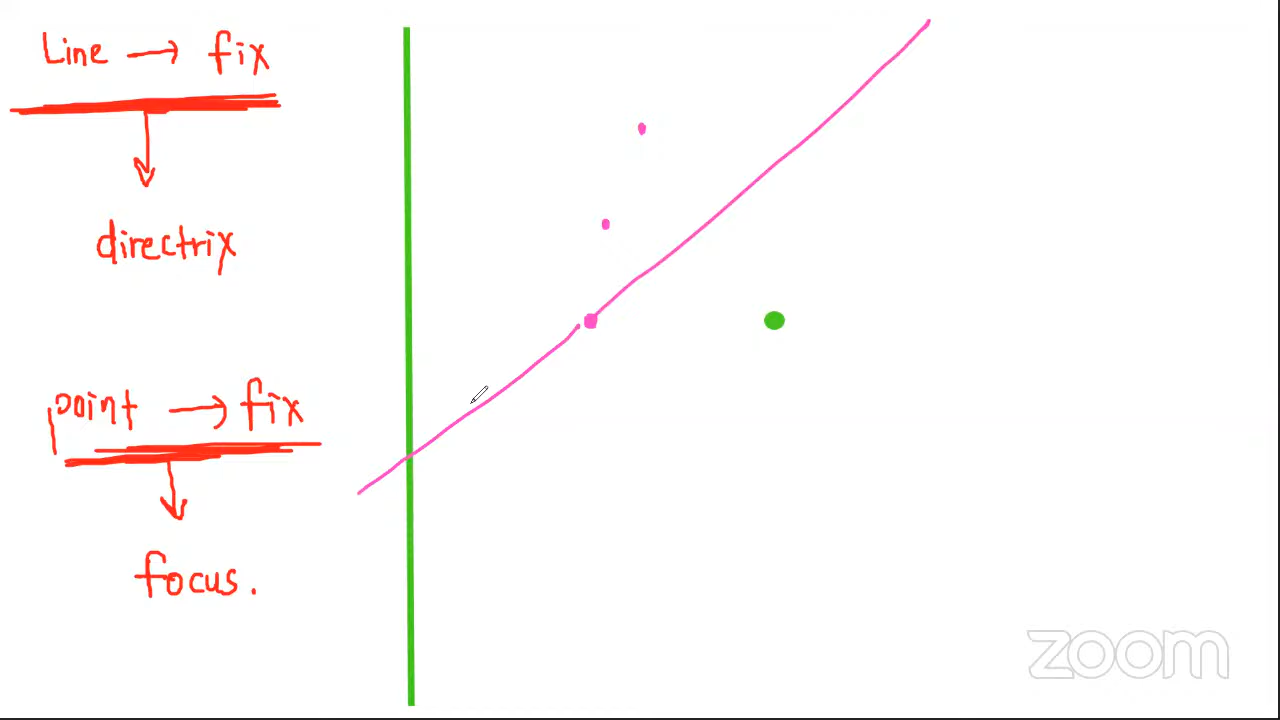 Line → fix
directrix
point → fix
focus.
zoom